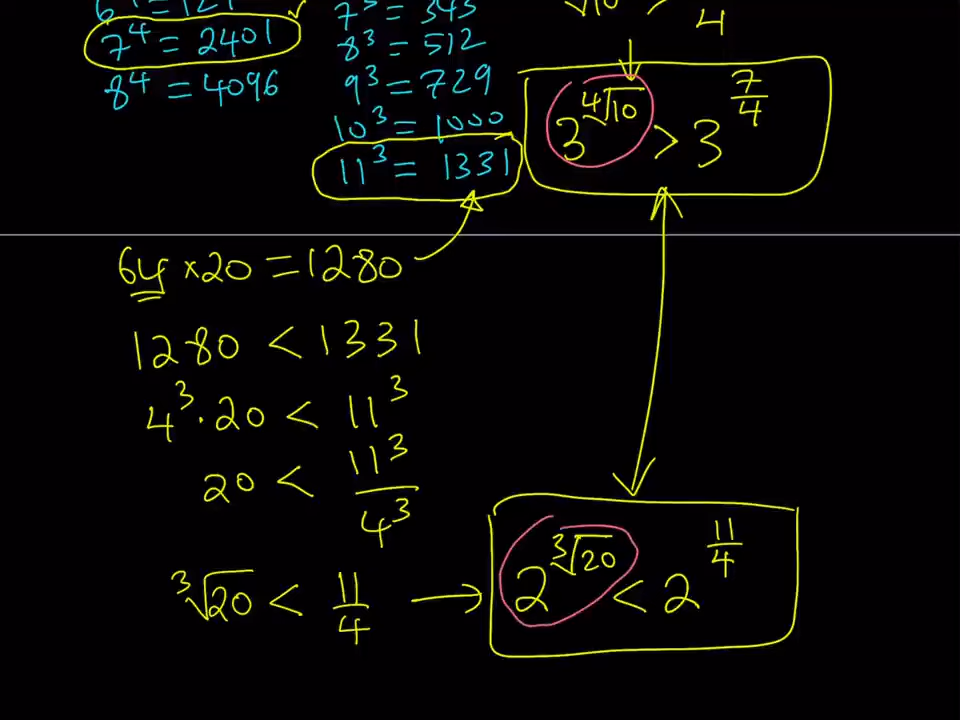 7⁴ = 2401
8⁴ = 4096
7³ = 343
8³ = 512
9³ = 729
10³ = 1000
11³ = 1331
4
3^∜10 > 3^(7/4)
64 × 20 = 1280
1280 < 1331
4³ · 20 < 11³
20 < 11³/4³
∛20 < 11/4 → 2^∛20 < 2^(11/4)